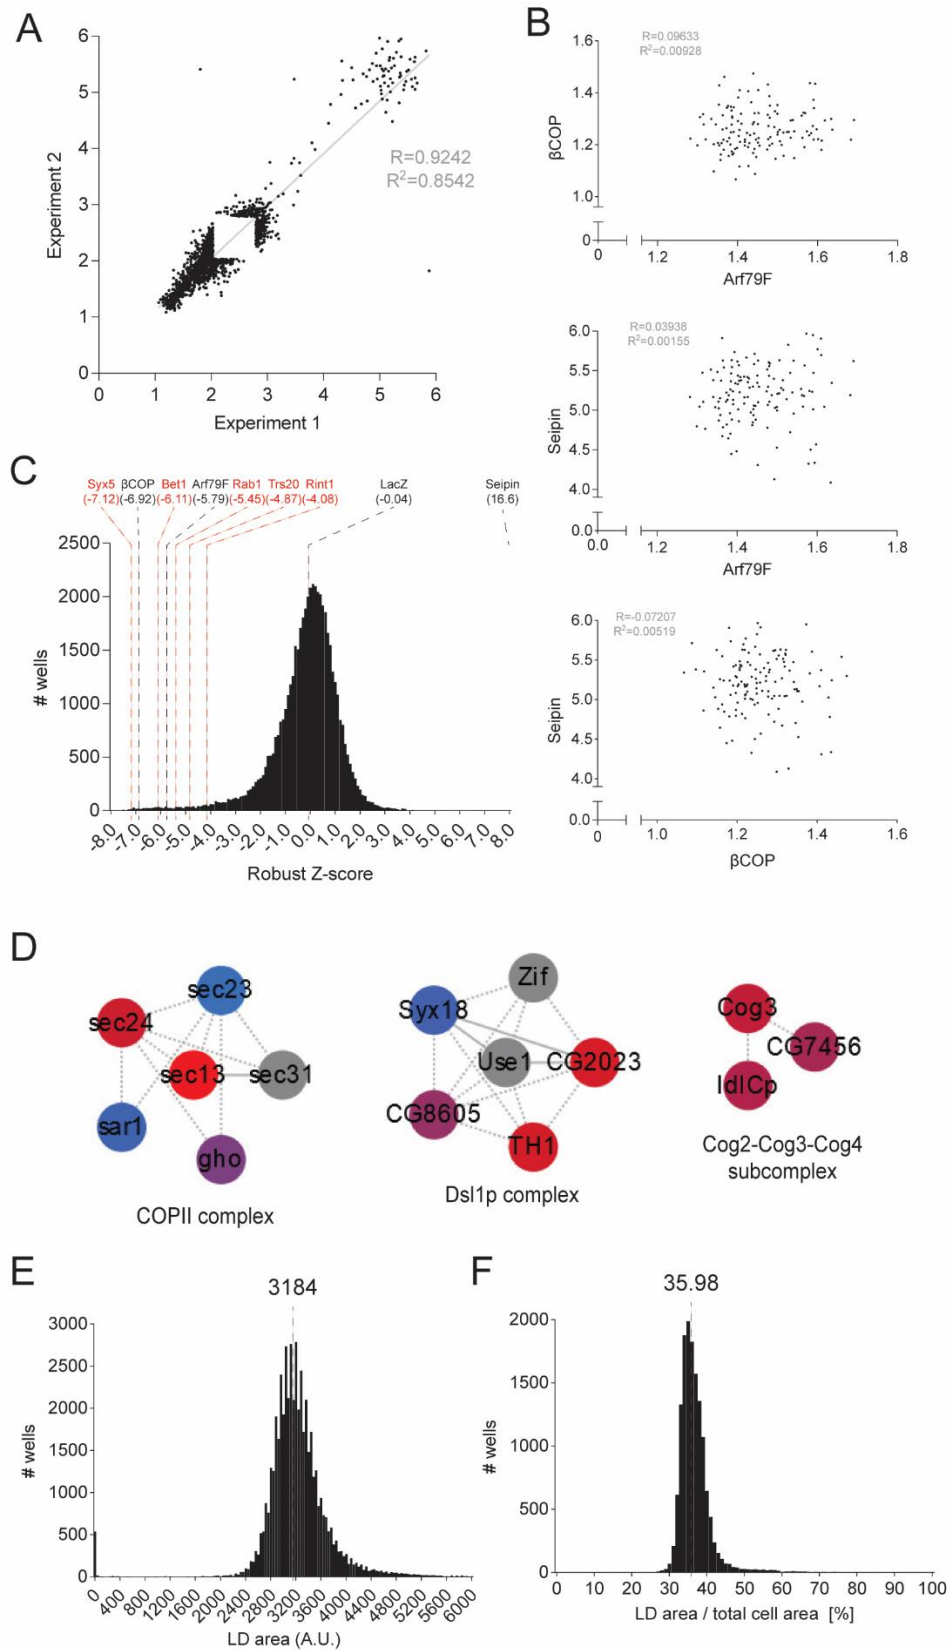 A
6
5
4
3
2
1
0
Experiment 2
R=0.9242
R²=0.8542
0 1 2 3 4 5 6
Experiment 1
B
1.6
1.4
1.2
1.0
0
βCOP
R=0.09633
R²=0.00928
0 1.2 1.4 1.6 1.8
Arf79F
6.0
5.5
5.0
4.5
4.0
0.0
Seipin
R=0.03938
R²=0.00155
0.0 1.2 1.4 1.6 1.8
Arf79F
6.0
5.5
5.0
4.5
4.0
0.0
Seipin
R=-0.07207
R²=0.00519
0 1.0 1.2 1.4 1.6
βCOP
C
Syx5 βCOP Bet1 Arf79F Rab1 Trs20 Rint1 LacZ Seipin
(-7.12) (-6.92) (-6.11) (-5.79) (-5.45) (-4.87) (-4.08) (-0.04) (16.6)
2500
2000
1500
1000
500
0
# wells
-8.0 -7.0 -6.0 -5.0 -4.0 -3.0 -2.0 -1.0 0.0 1.0 2.0 3.0 4.0 5.0 6.0 7.0 8.0
Robust Z-score
D
sec23
sec24
sec13
sec31
sar1
gho
COPII complex
Zif
Syx18
Use1
CG2023
CG8605
TH1
Dsl1p complex
Cog3
CG7456
ldlCp
Cog2-Cog3-Cog4
subcomplex
E
3184
3000
2500
2000
1500
1000
500
0
# wells
0 400 800 1200 1600 2000 2400 2800 3200 3600 4000 4400 4800 5200 5600 6000
LD area (A.U.)
F
35.98
2000
1500
1000
500
0
# wells
0 10 20 30 40 50 60 70 80 90 100
LD area / total cell area [%]